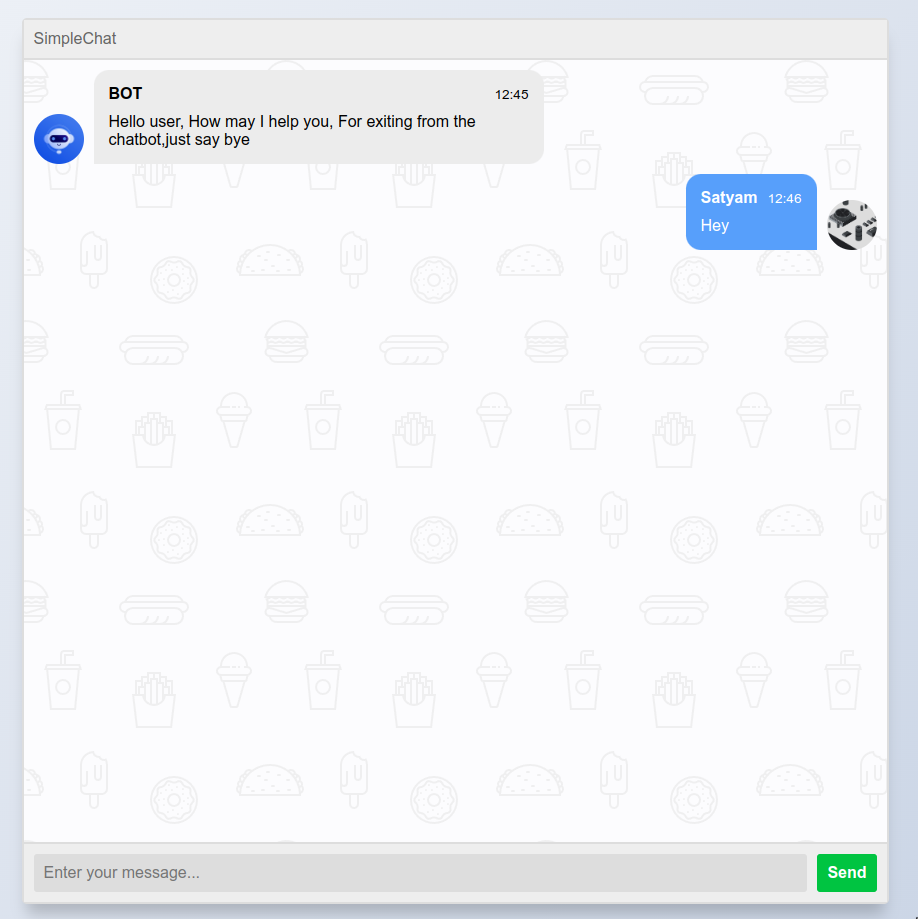 SimpleChat
BOT 12:45
Hello user, How may I help you, For exiting from the
chatbot,just say bye
Satyam 12:46
Hey
Enter your message...
Send